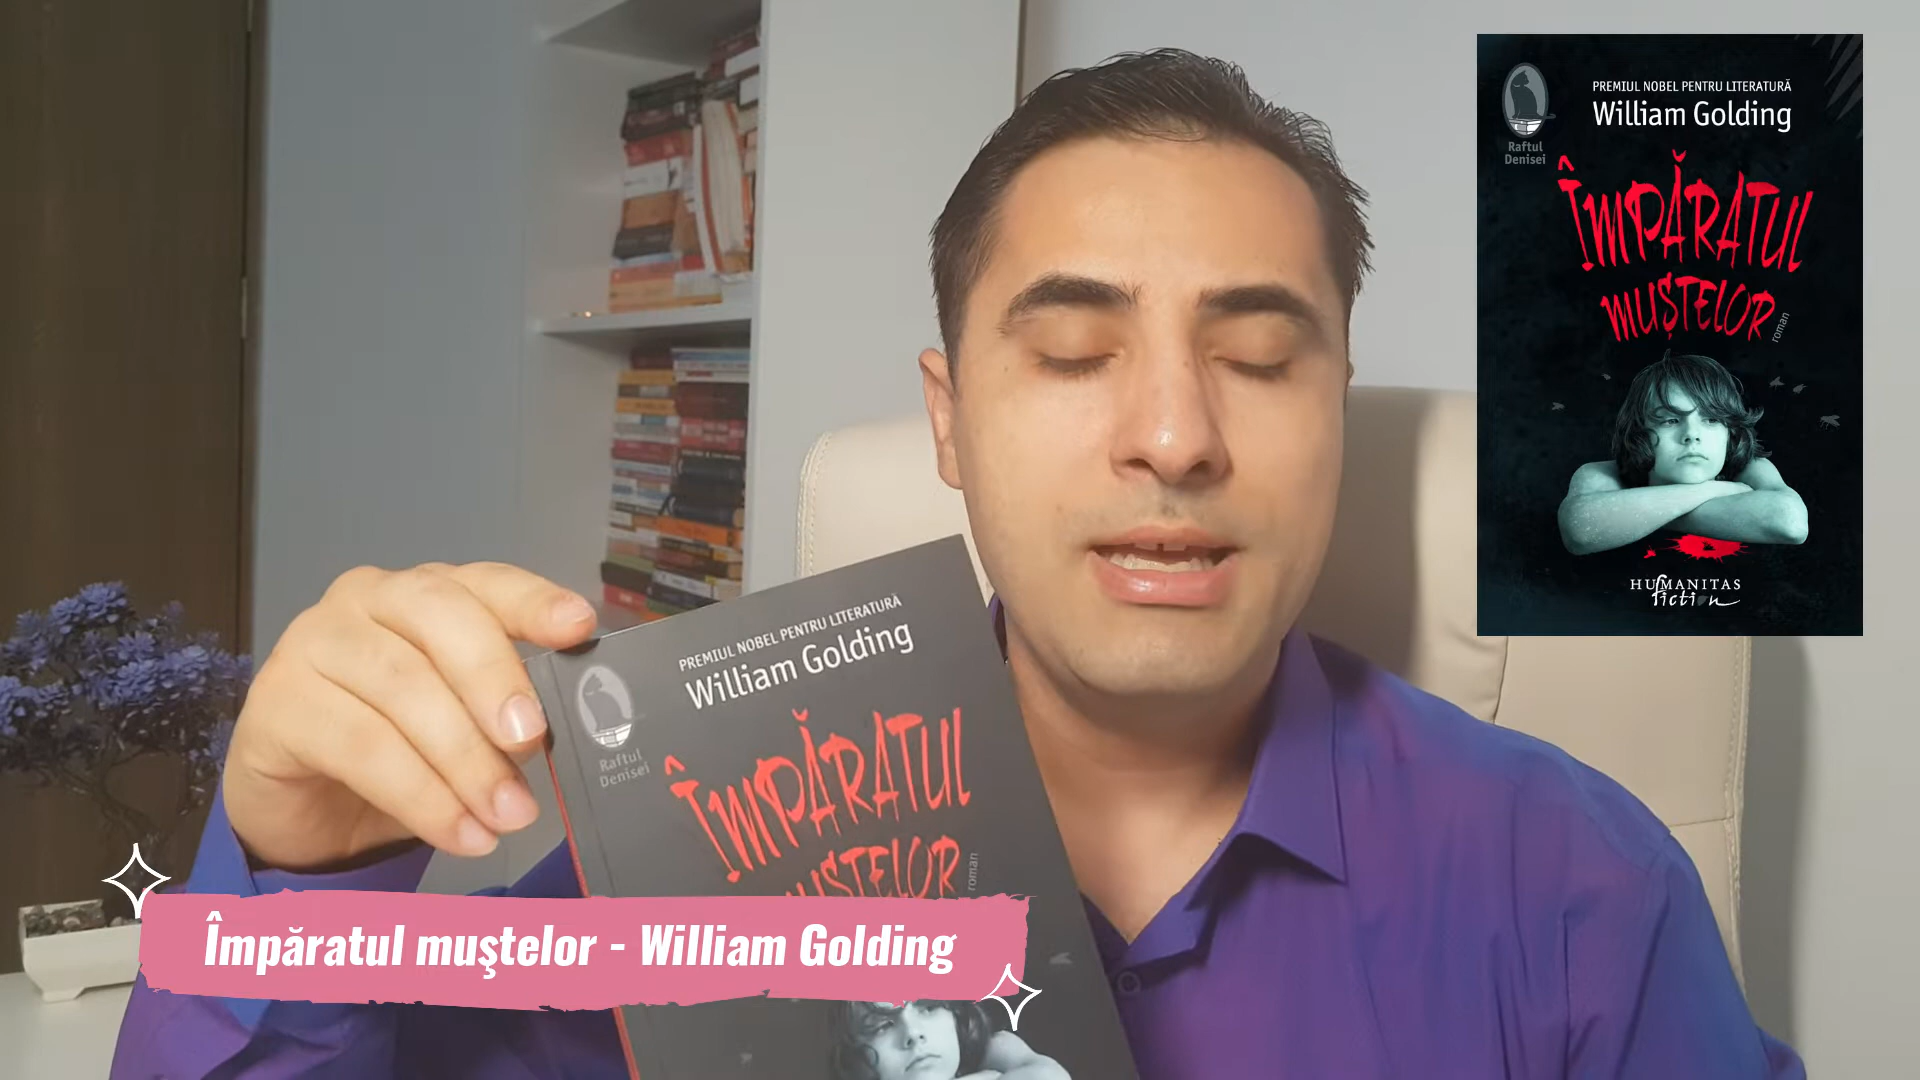 PREMIUL NOBEL PENTRU LITERATURĂ
William Golding
Raftul
Denisei
ÎMPĂRATUL
MUȘTELOR
roman
HUMANITAS
fiction
PREMIUL NOBEL PENTRU LITERATURĂ
William Golding
Raftul
Denisei
ÎMPĂRATUL
MUȘTELOR
roman
Împăratul muştelor - William Golding